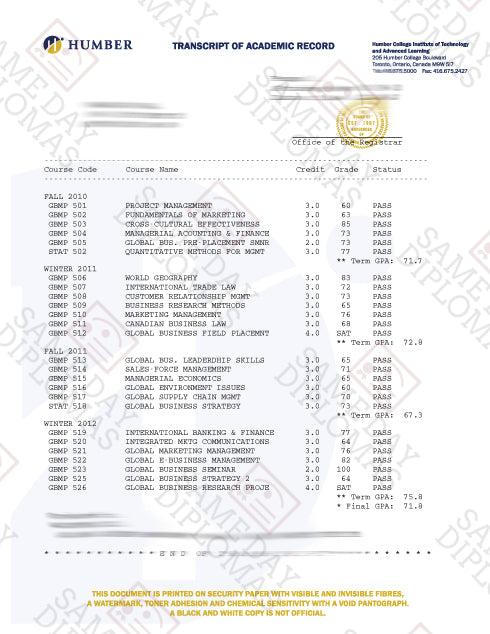 HUMBER
TRANSCRIPT OF ACADEMIC RECORD
Humber College Institute of Technology
and Advanced Learning
205 Humber College Boulevard
Toronto, Ontario, Canada M9W 5L7
Fax: 416.675.2427
EST. 1967
Office of the Registrar
Course Code Course Name Credit Grade Status
FALL 2010
GBMP 501 PROJECT MANAGEMENT 3.0 60 PASS
GBMP 502 FUNDAMENTALS OF MARKETING 3.0 63 PASS
GBMP 503 CROSS-CULTURAL EFFECTIVENESS 3.0 85 PASS
GBMP 504 MANAGERIAL ACOUNTING & FINANCE 3.0 73 PASS
GBMP 505 GLOBAL BUS. PRE-PLACEMENT SMNR 2.0 73 PASS
STAT 502 QUANTITATIVE METHODS FOR MGMT 3.0 77 PASS
** Term GPA: 71.7
WINTER 2011
GBMP 506 WORLD GEOGRAPHY 3.0 83 PASS
GBMP 507 INTERNATIONAL TRADE LAW 3.0 72 PASS
GBMP 508 CUSTOMER RELATIONSHIP MGMT 3.0 73 PASS
GBMP 509 BUSINESS RESEARCH METHODS 3.0 65 PASS
GBMP 510 MARKETING MANAGEMENT 3.0 76 PASS
GBMP 511 CANADIAN BUSINESS LAW 3.0 68 PASS
GBMP 512 GLOBAL BUSINESS FIELD PLACEMNT 4.0 SAT PASS
** Term GPA: 72.8
FALL 2011
GBMP 513 GLOBAL BUS. LEADERDHIP SKILLS 3.0 65 PASS
GBMP 514 SALES-FORCE MANAGEMENT 3.0 71 PASS
GBMP 515 MANAGERIAL ECONOMICS 3.0 65 PASS
GBMP 516 GLOBAL ENVIRONMENT ISSUES 3.0 60 PASS
GBMP 517 GLOBAL SUPPLY CHAIN MGMT 3.0 70 PASS
STAT 518 GLOBAL BUSINESS STRATEGY 3.0 73 PASS
** Term GPA: 67.3
WINTER 2012
GBMP 519 INTERNATIONAL BANKING & FINANCE 3.0 77 PASS
GBMP 520 INTEGRATED MKTG COMMUNICATIONS 3.0 64 PASS
GBMP 521 GLOBAL MARKETING MANAGEMENT 3.0 76 PASS
GBMP 522 GLOBAL E-BUSINESS MANAGEMENT 3.0 82 PASS
GBMP 523 GLOBAL BUSINESS SEMINAR 2.0 100 PASS
GBMP 525 GLOBAL BUSINESS STRATEGY 2 3.0 64 PASS
GBMP 526 GLOBAL BUSINESS RESEARCH PROJE 4.0 SAT PASS
** Term GPA: 75.8
* Final GPA: 71.8
END OF
THIS DOCUMENT IS PRINTED ON SECURITY PAPER WITH VISIBLE AND INVISIBLE FIBRES,
A WATERMARK, TONER ADHESION AND CHEMICAL SENSITIVITY WITH A VOID PANTOGRAPH.
A BLACK AND WHITE COPY IS NOT OFFICIAL.
SAME DAY
DIPLOMAS